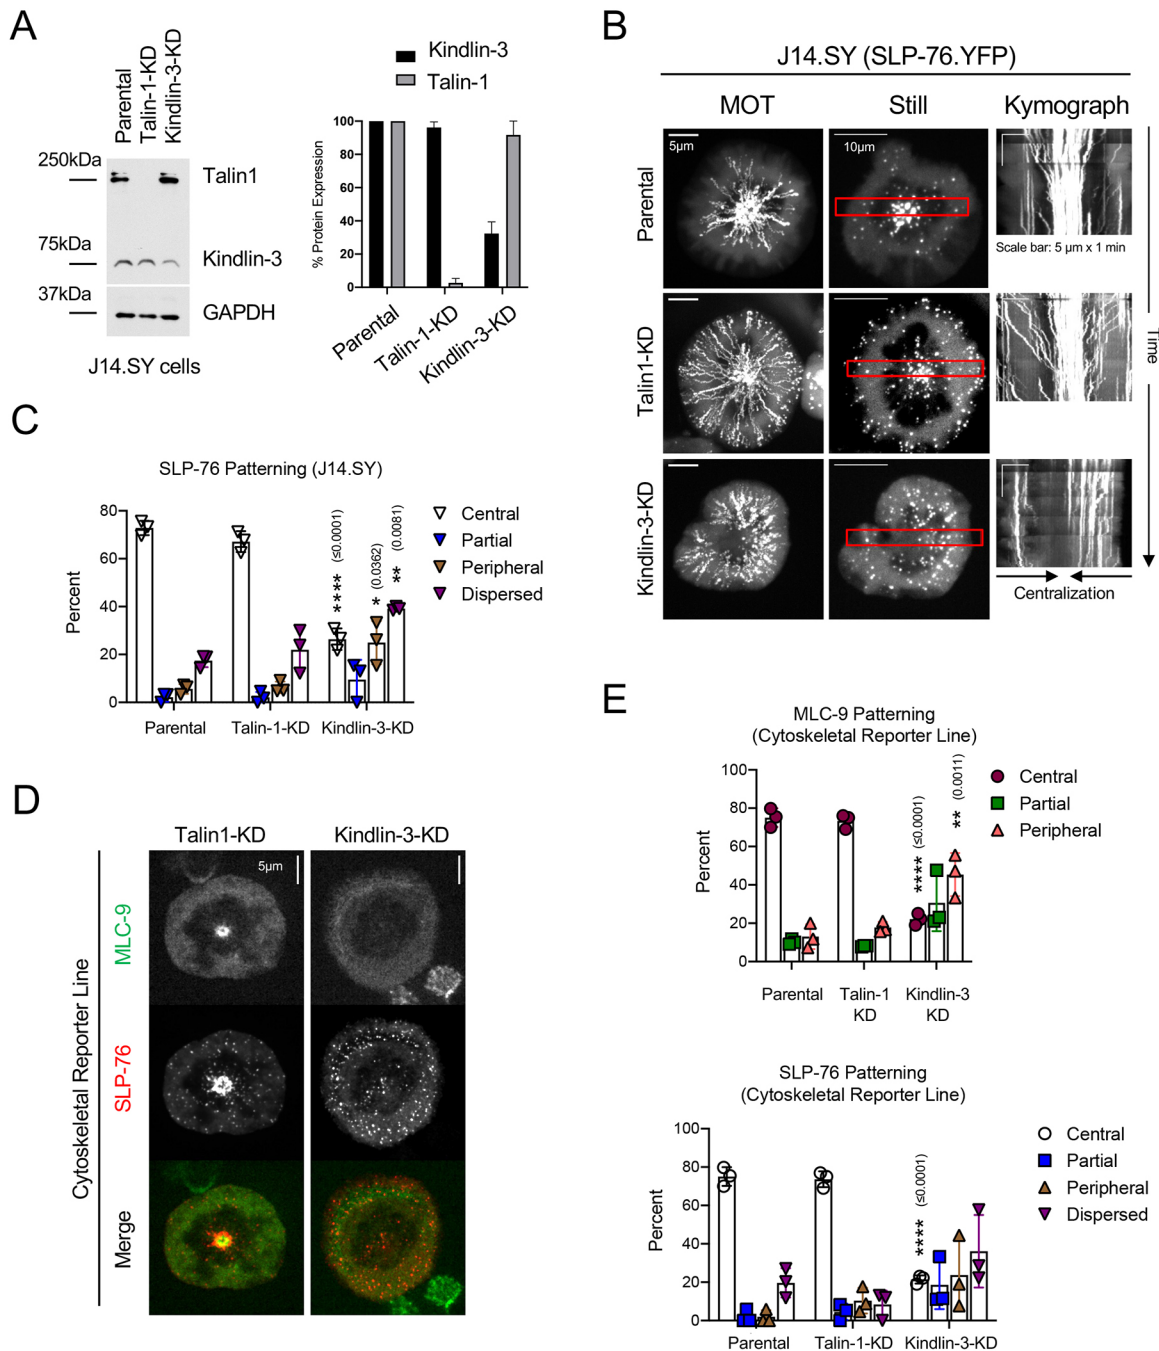 A
Parental
Talin-1-KD
Kindlin-3-KD
250kDa
Talin1
75kDa
Kindlin-3
37kDa
GAPDH
J14.SY cells
Kindlin-3
Talin-1
% Protein Expression
100
80
60
40
20
0
Parental
Talin-1-KD
Kindlin-3-KD
B
J14.SY (SLP-76.YFP)
MOT
Still
Kymograph
5μm
10μm
Parental
Scale bar: 5 μm x 1 min
Talin1-KD
Time
Kindlin-3-KD
Centralization
C
SLP-76 Patterning (J14.SY)
Percent
80
60
40
20
0
**** (≤0.0001)
* (0.0362)
** (0.0081)
Central
Partial
Peripheral
Dispersed
Parental
Talin-1-KD
Kindlin-3-KD
D
Talin1-KD
Kindlin-3-KD
5μm
Cytoskeletal Reporter Line
MLC-9
SLP-76
Merge
E
MLC-9 Patterning
(Cytoskeletal Reporter Line)
Percent
100
80
60
40
20
0
**** (≤0.0001)
** (0.0011)
Central
Partial
Peripheral
Parental
Talin-1
KD
Kindlin-3
KD
SLP-76 Patterning
(Cytoskeletal Reporter Line)
Percent
100
80
60
40
20
0
**** (≤0.0001)
Central
Partial
Peripheral
Dispersed
Parental
Talin-1-KD
Kindlin-3-KD